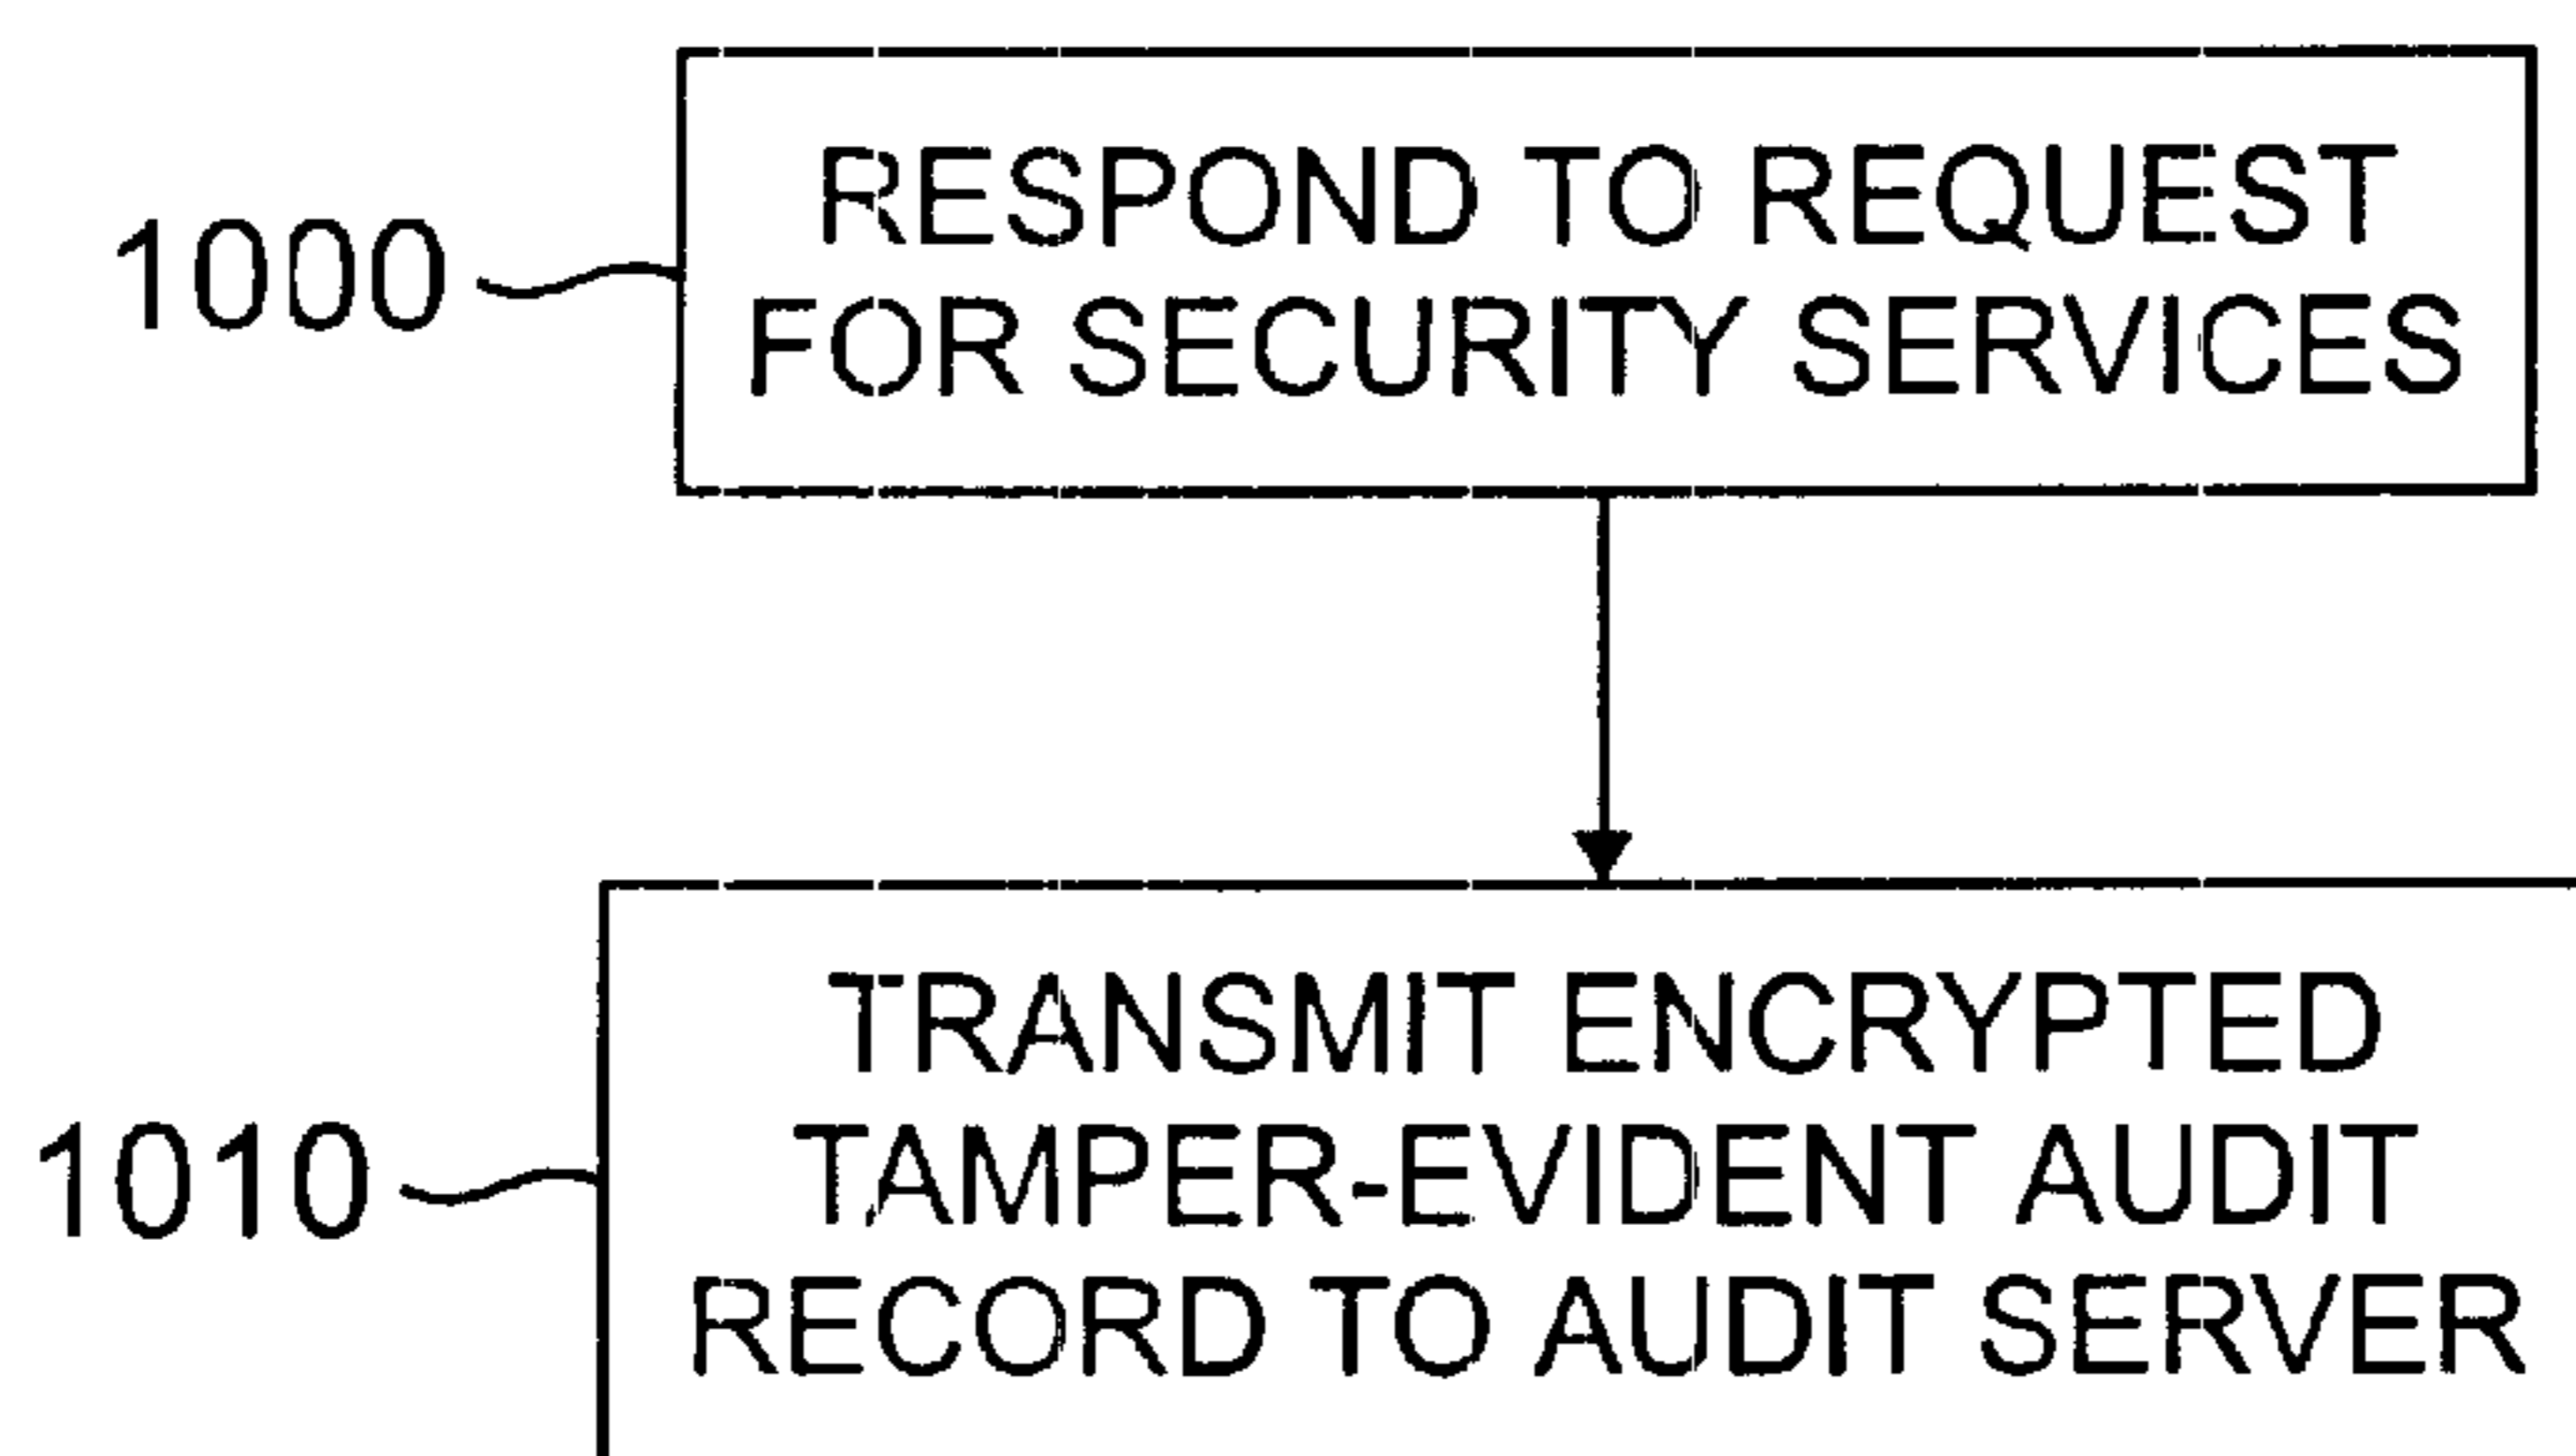 1000
RESPOND TO REQUEST
FOR SECURITY SERVICES
1010
TRANSMIT ENCRYPTED
TAMPER-EVIDENT AUDIT
RECORD TO AUDIT SERVER